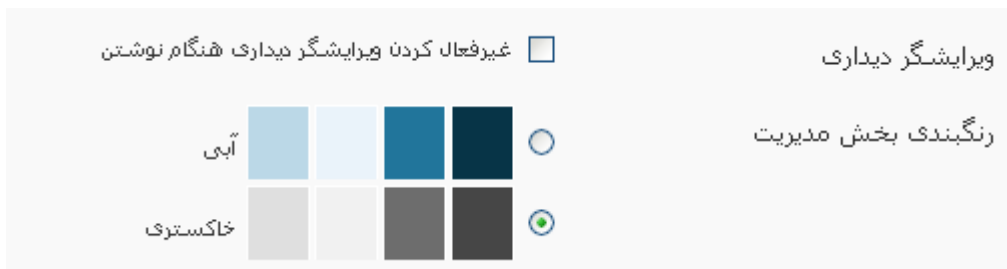 ویرایشگر دیداری
غیرفعال کردن ویرایشگر دیداری هنگام نوشتن
رنگبندی بخش مدیریت
آبی
خاکستری